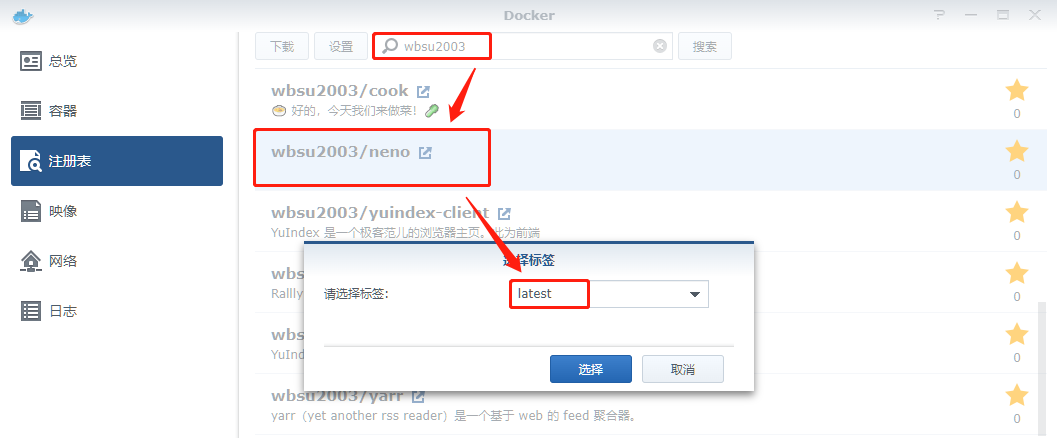 Docker
总览
容器
注册表
映像
网络
日志
下载 设置 wbsu2003 搜索
wbsu2003/cook
🍲 好的，今天我们来做菜！🥒
0
wbsu2003/neno
0
wbsu2003/yuindex-client
YuIndex 是一个极客范儿的浏览器主页。此为前端
0
wbs
Rallly
0
wbs
YuInd
0
wbsu2003/yarr
yarr（yet another rss reader）是一个基于 web 的 feed 聚合器。
0
选择标签
请选择标签:
latest
选择 取消